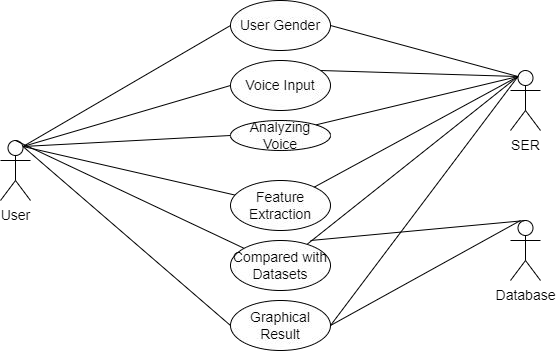 User Gender
Voice Input
Analyzing
Voice
SER
User
Feature
Extraction
Compared with
Datasets
Database
Graphical
Result